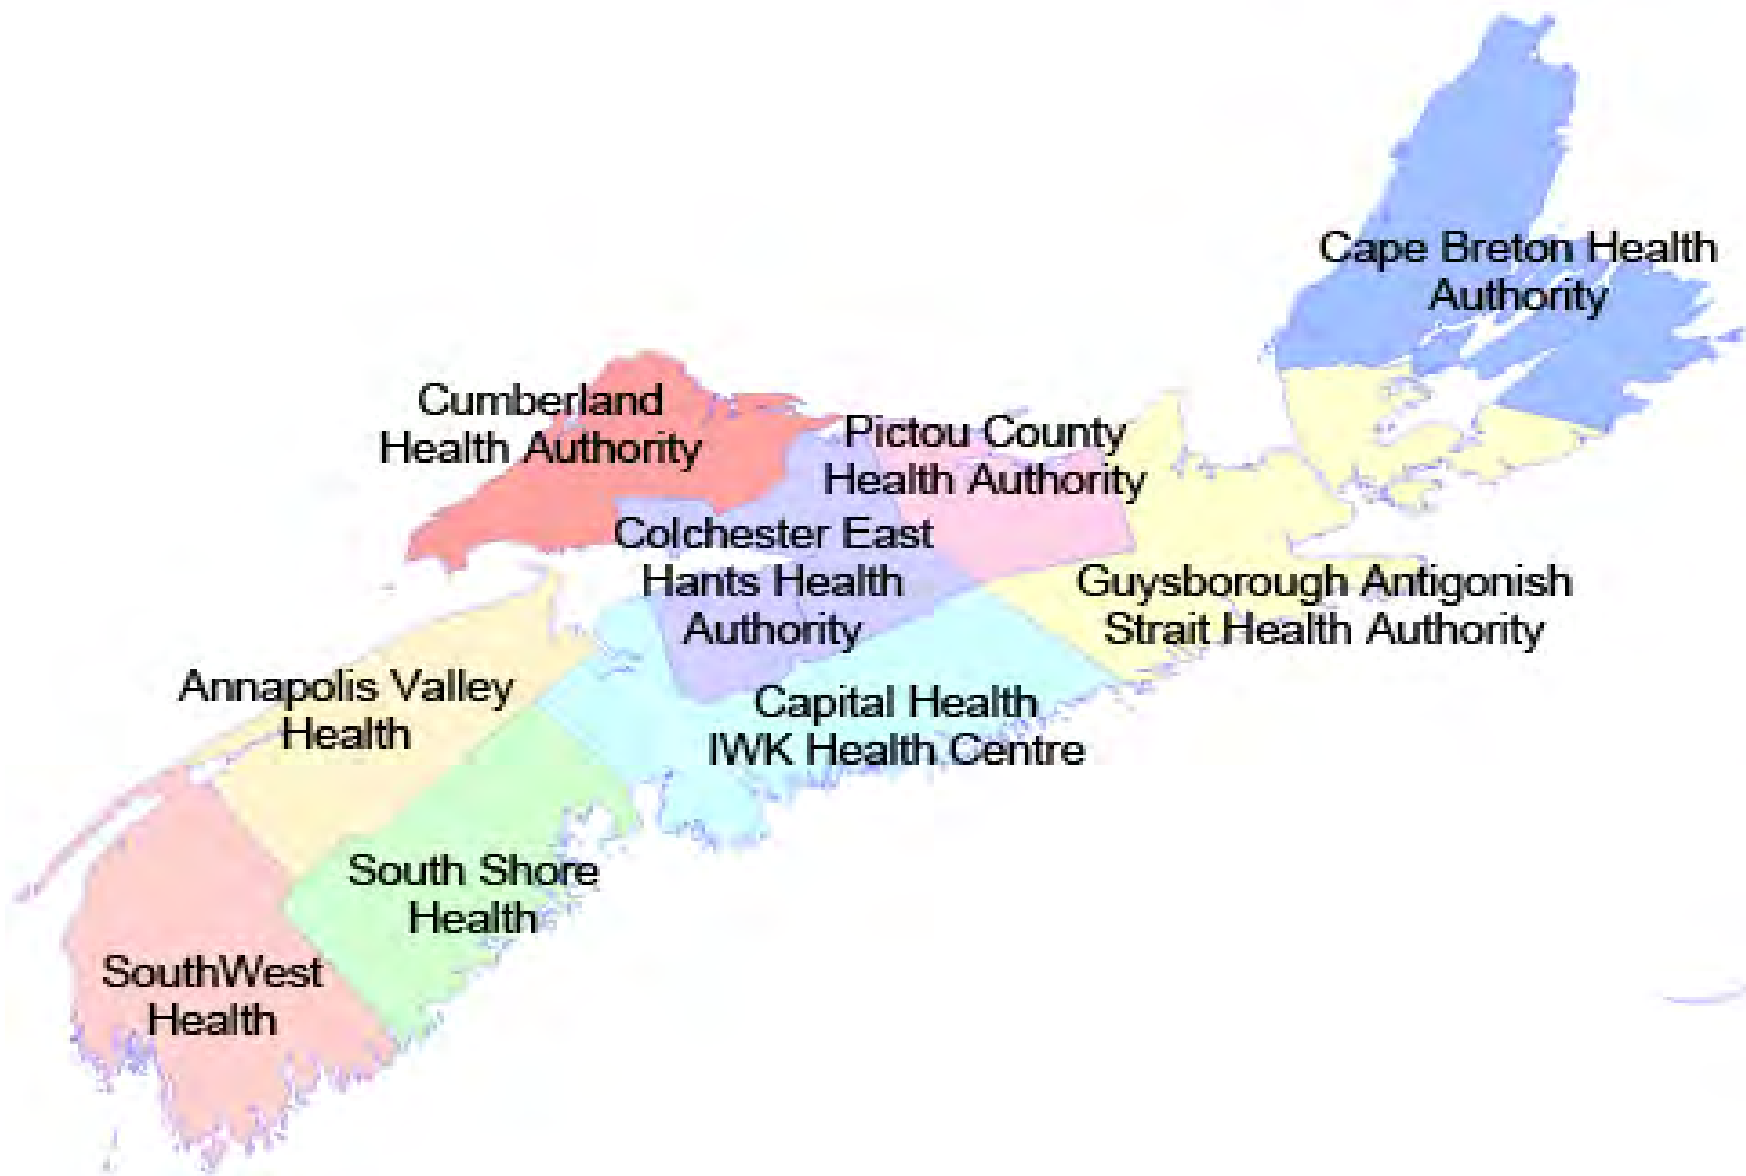 Cape Breton Health
Authority
Cumberland
Health Authority
Pictou County
Health Authority
Colchester East
Hants Health
Authority
Guysborough Antigonish
Strait Health Authority
Annapolis Valley
Health
Capital Health
IWK Health Centre
South Shore
Health
SouthWest
Health